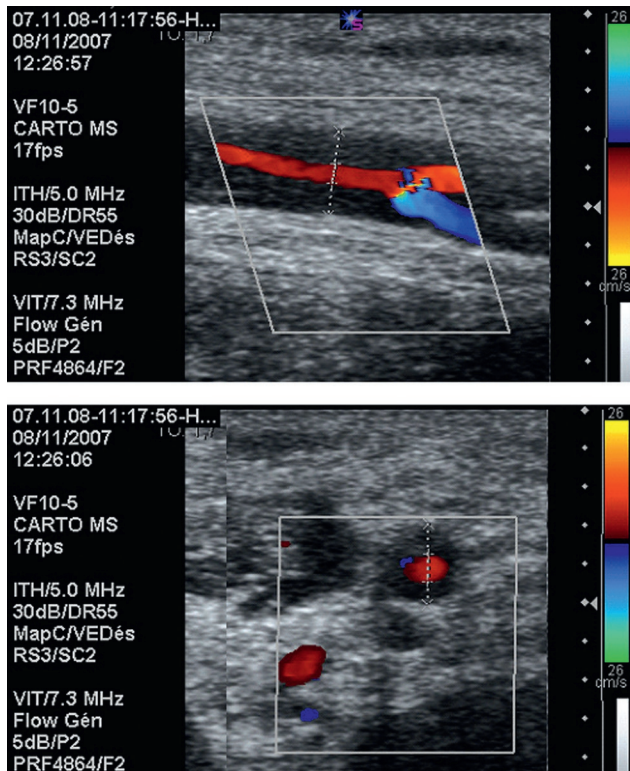 07.11.08-11:17:56-H...
08/11/2007
12:26:57
VF10-5
CARTO MS
17fps
ITH/5.0 MHz
30dB/DR55
MapC/VEDés
RS3/SC2
VIT/7.3 MHz
Flow Gén
5dB/P2
PRF4864/F2
S
26
26
cm/s
07.11.08-11:17:56-H...
08/11/2007
12:26:06
VF10-5
CARTO MS
17fps
ITH/5.0 MHz
30dB/DR55
MapC/VEDés
RS3/SC2
VIT/7.3 MHz
Flow Gén
5dB/P2
PRF4864/F2
26
26
cm/s